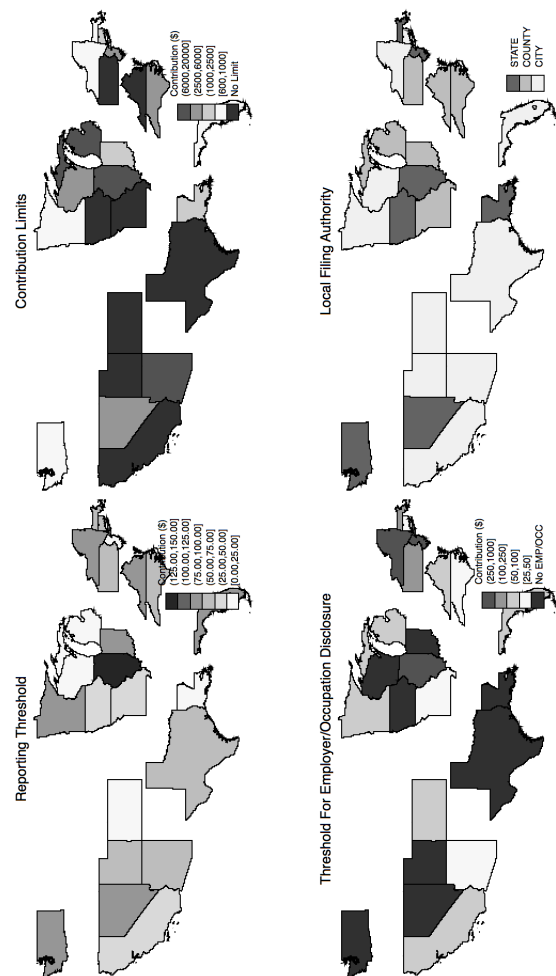 Reporting Threshold
Contribution ($)
(125.00,150.00]
(100.00,125.00]
(75.00,100.00]
(50.00,75.00]
(25.00,50.00]
[0.00,25.00]
Contribution Limits
Contribution ($)
(6000,20000]
(2500,6000]
(1000,2500]
[600,1000]
No Limit
Threshold For Employer/Occupation Disclosure
Contribution ($)
(250,1000]
(100,250]
(50,100]
[25,50]
No EMP/OCC
Local Filing Authority
STATE
COUNTY
CITY